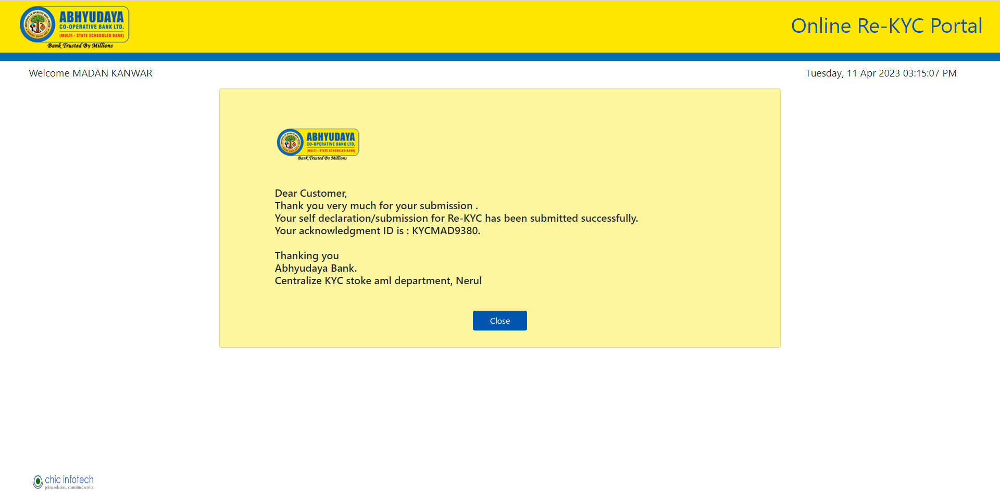 ABHYUDAYA
CO-OPERATIVE BANK LTD.
(MULTI - STATE SCHEDULED BANK)
Bank Trusted By Millions
Online Re-KYC Portal
Welcome MADAN KANWAR
Tuesday, 11 Apr 2023 03:15:07 PM
ABHYUDAYA
CO-OPERATIVE BANK LTD.
(MULTI - STATE SCHEDULED BANK)
Bank Trusted By Millions
Dear Customer,
Thank you very much for your submission .
Your self declaration/submission for Re-KYC has been submitted successfully.
Your acknowledgment ID is : KYCMAD9380.
Thanking you
Abhyudaya Bank.
Centralize KYC stoke aml department, Nerul
Close
chic infotech
prime solutions, committed service